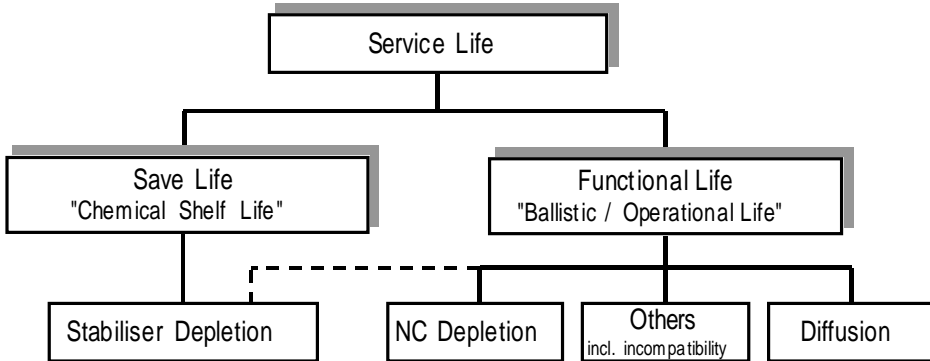 Service Life
Save Life
"Chemical Shelf Life"
Functional Life
"Ballistic / Operational Life"
Stabiliser Depletion
NC Depletion
Others
incl. incompatibility
Diffusion